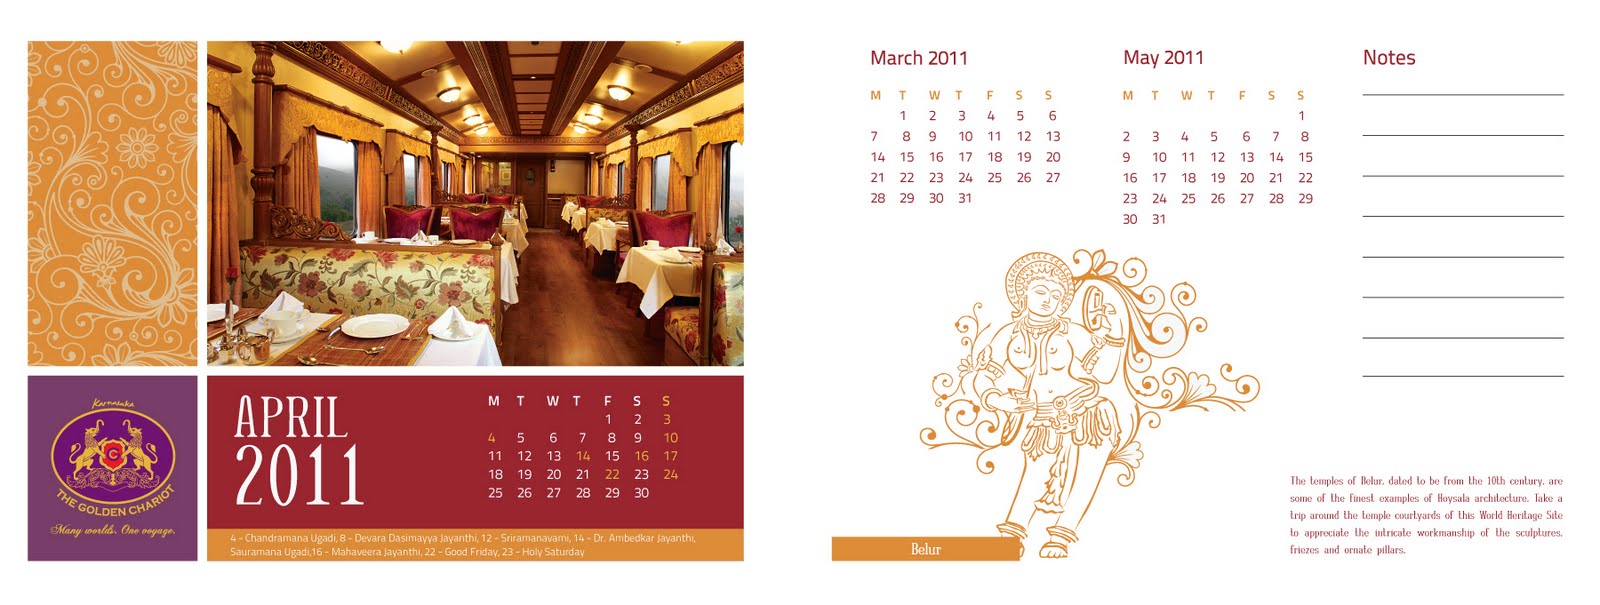 Karnataka
THE GOLDEN CHARIOT
Many worlds. One voyage.
APRIL
2011
M T W T F S S
1 2 3
4 5 6 7 8 9 10
11 12 13 14 15 16 17
18 19 20 21 22 23 24
25 26 27 28 29 30
4 - Chandramana Ugadi, 8 - Devara Dasimayya Jayanthi, 12 - Sriramanavami, 14 - Dr. Ambedkar Jayanthi,
Sauramana Ugadi,16 - Mahaveera Jayanthi, 22 - Good Friday, 23 - Holy Saturday
March 2011
M T W T F S S
1 2 3 4 5 6
7 8 9 10 11 12 13
14 15 16 17 18 19 20
21 22 23 24 25 26 27
28 29 30 31
May 2011
M T W T F S S
1
2 3 4 5 6 7 8
9 10 11 12 13 14 15
16 17 18 19 20 21 22
23 24 25 26 27 28 29
30 31
Notes
Belur
The temples of Belur, dated to be from the 10th century, are
some of the finest examples of Hoysala architecture. Take a
trip around the temple courtyards of this World Heritage Site
to appreciate the intricate workmanship of the sculptures,
friezes and ornate pillars.